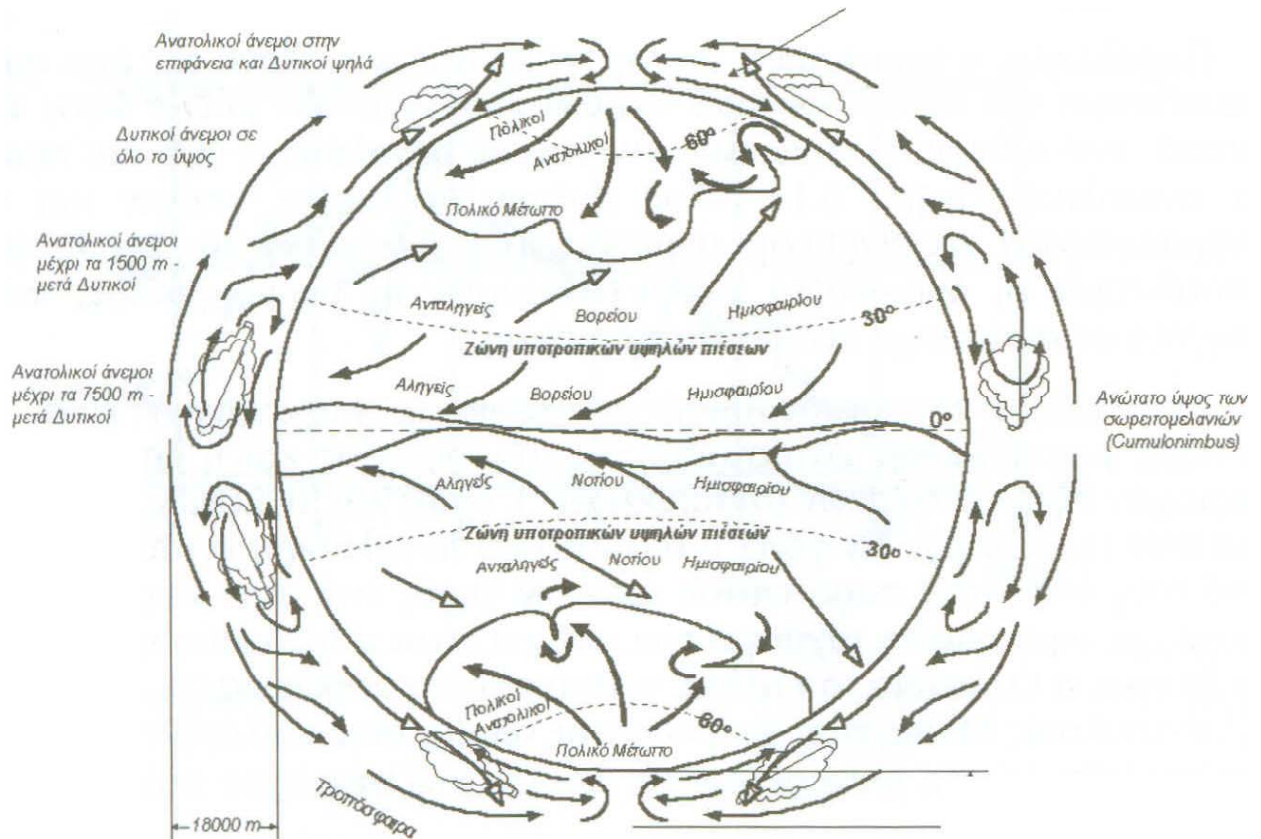 Ανατολικοί άνεμοι στην
επιφάνεια και Δυτικοί ψηλά
Δυτικοί άνεμοι σε
όλο το ύψος
Ανατολικοί άνεμοι
μέχρι τα 1500 m -
μετά Δυτικοί
Ανατολικοί άνεμοι
μέχρι τα 7500 m -
μετά Δυτικοί
Πολικοί
Ανατολικοί
60°
Πολικό Μέτωπο
Ανταληγείς Βορείου Ημισφαιρίου
30°
Ζώνη υποτροπικών υψηλών πιέσεων
Αληγείς Βορείου Ημισφαιρίου
0°
Ανώτατο ύψος των
σωρειτομελανιών
(Cumulonimbus)
Αληγείς Νοτίου Ημισφαιρίου
Ζώνη υποτροπικών υψηλών πιέσεων
30°
Ανταληγείς Νοτίου Ημισφαιρίου
Πολικοί
Ανατολικοί
60°
Πολικό Μέτωπο
Τροπόσφαιρα
18000 m